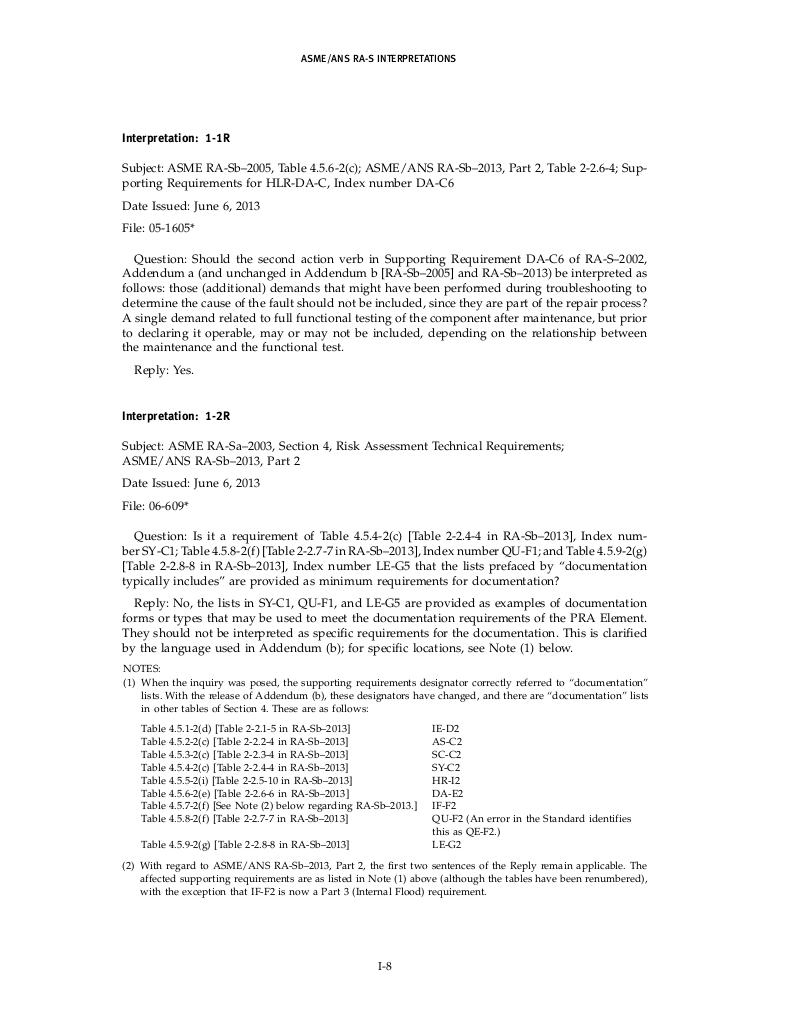 ASME/ANS RA-S INTERPRETATIONS
Interpretation: 1-1R
Subject: ASME RA-Sb–2005, Table 4.5.6-2(c); ASME/ANS RA-Sb–2013, Part 2, Table 2-2.6-4; Sup-
porting Requirements for HLR-DA-C, Index number DA-C6
Date Issued: June 6, 2013
File: 05-1605*
Question: Should the second action verb in Supporting Requirement DA-C6 of RA-S–2002,
Addendum a (and unchanged in Addendum b [RA-Sb–2005] and RA-Sb–2013) be interpreted as
follows: those (additional) demands that might have been performed during troubleshooting to
determine the cause of the fault should not be included, since they are part of the repair process?
A single demand related to full functional testing of the component after maintenance, but prior
to declaring it operable, may or may not be included, depending on the relationship between
the maintenance and the functional test.
Reply: Yes.
Interpretation: 1-2R
Subject: ASME RA-Sa–2003, Section 4, Risk Assessment Technical Requirements;
ASME/ANS RA-Sb–2013, Part 2
Date Issued: June 6, 2013
File: 06-609*
Question: Is it a requirement of Table 4.5.4-2(c) [Table 2-2.4-4 in RA-Sb–2013], Index num-
ber SY-C1; Table 4.5.8-2(f) [Table 2-2.7-7 in RA-Sb–2013], Index number QU-F1; and Table 4.5.9-2(g)
[Table 2-2.8-8 in RA-Sb–2013], Index number LE-G5 that the lists prefaced by “documentation
typically includes” are provided as minimum requirements for documentation?
Reply: No, the lists in SY-C1, QU-F1, and LE-G5 are provided as examples of documentation
forms or types that may be used to meet the documentation requirements of the PRA Element.
They should not be interpreted as specific requirements for the documentation. This is clarified
by the language used in Addendum (b); for specific locations, see Note (1) below.
NOTES:
(1) When the inquiry was posed, the supporting requirements designator correctly referred to “documentation”
lists. With the release of Addendum (b), these designators have changed, and there are “documentation” lists
in other tables of Section 4. These are as follows:
Table 4.5.1-2(d) [Table 2-2.1-5 in RA-Sb–2013] IE-D2
Table 4.5.2-2(c) [Table 2-2.2-4 in RA-Sb–2013] AS-C2
Table 4.5.3-2(c) [Table 2-2.3-4 in RA-Sb–2013] SC-C2
Table 4.5.4-2(c) [Table 2-2.4-4 in RA-Sb–2013] SY-C2
Table 4.5.5-2(i) [Table 2-2.5-10 in RA-Sb–2013] HR-I2
Table 4.5.6-2(e) [Table 2-2.6-6 in RA-Sb–2013] DA-E2
Table 4.5.7-2(f) [See Note (2) below regarding RA-Sb–2013.] IF-F2
Table 4.5.8-2(f) [Table 2-2.7-7 in RA-Sb–2013] QU-F2 (An error in the Standard identifies
this as QE-F2.)
Table 4.5.9-2(g) [Table 2-2.8-8 in RA-Sb–2013] LE-G2
(2) With regard to ASME/ANS RA-Sb–2013, Part 2, the first two sentences of the Reply remain applicable. The
affected supporting requirements are as listed in Note (1) above (although the tables have been renumbered),
with the exception that IF-F2 is now a Part 3 (Internal Flood) requirement.
I-8